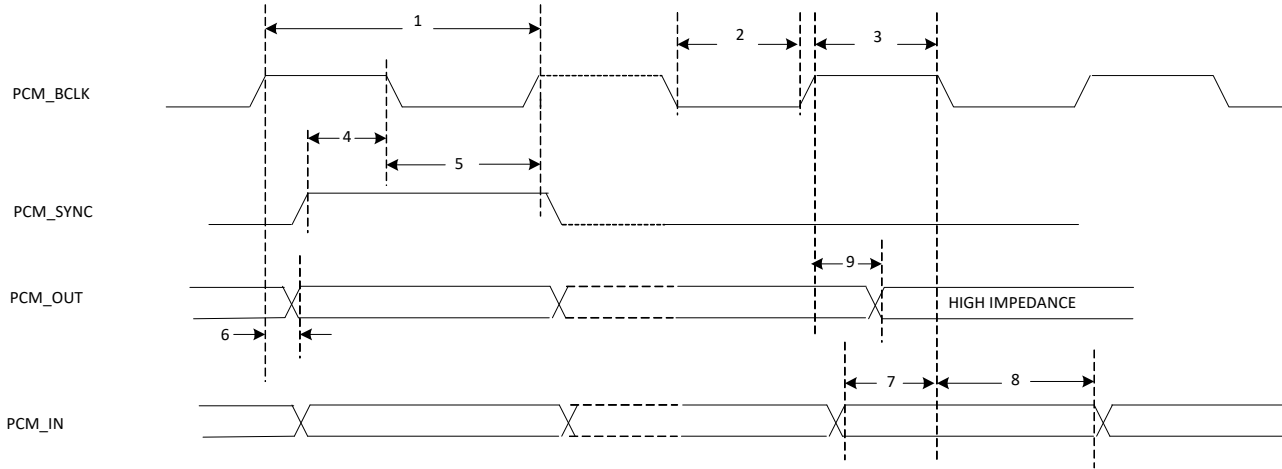 1
2
3
PCM_BCLK
4
5
PCM_SYNC
9
PCM_OUT
HIGH IMPEDANCE
6
7
8
PCM_IN